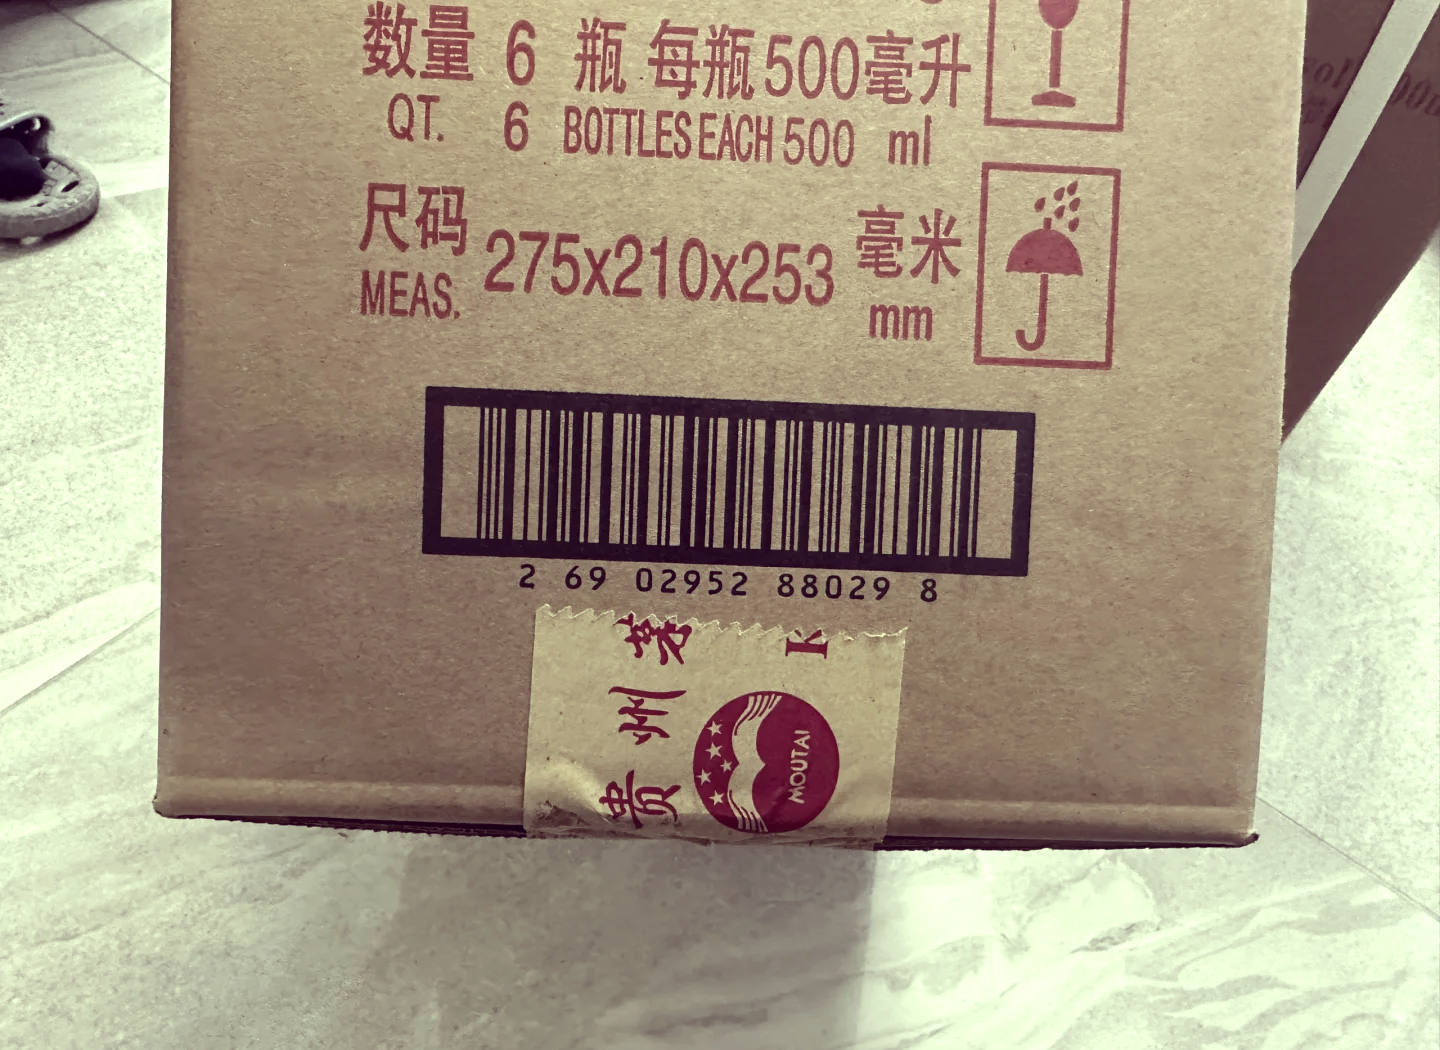 数量 6 瓶 每瓶500毫升
QT. 6 BOTTLES EACH 500 ml
尺码 275x210x253 毫米
MEAS. mm
2 69 02952 88029 8
贵州茅
K
MOUTAI